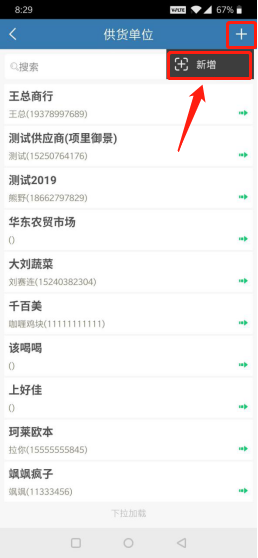 8:29
VoLTE 67%
供货单位
搜索
新增
王总商行
王总(19378997689)
测试供应商(项里御景)
测试(15250764176)
测试2019
熊野(18662797829)
华东农贸市场
()
大刘蔬菜
刘赛连(15240382304)
千百美
咖喱鸡块(11111111111)
该喝喝
()
上好佳
()
珂莱欧本
拉你(15555555845)
飒飒疯子
飒飒(11333456)
下拉加载